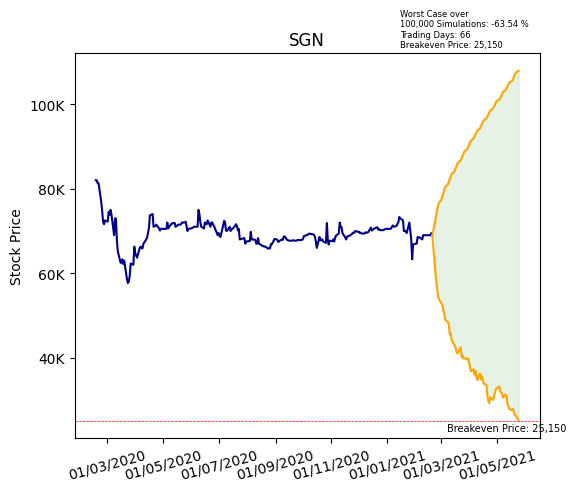 Worst Case over
100,000 Simulations: -63.54 %
Trading Days: 66
Breakeven Price: 25,150
SGN
Stock Price
100K
80K
60K
40K
Breakeven Price: 25,150
01/03/2020 01/05/2020 01/07/2020 01/09/2020 01/11/2020 01/01/2021 01/03/2021 01/05/2021